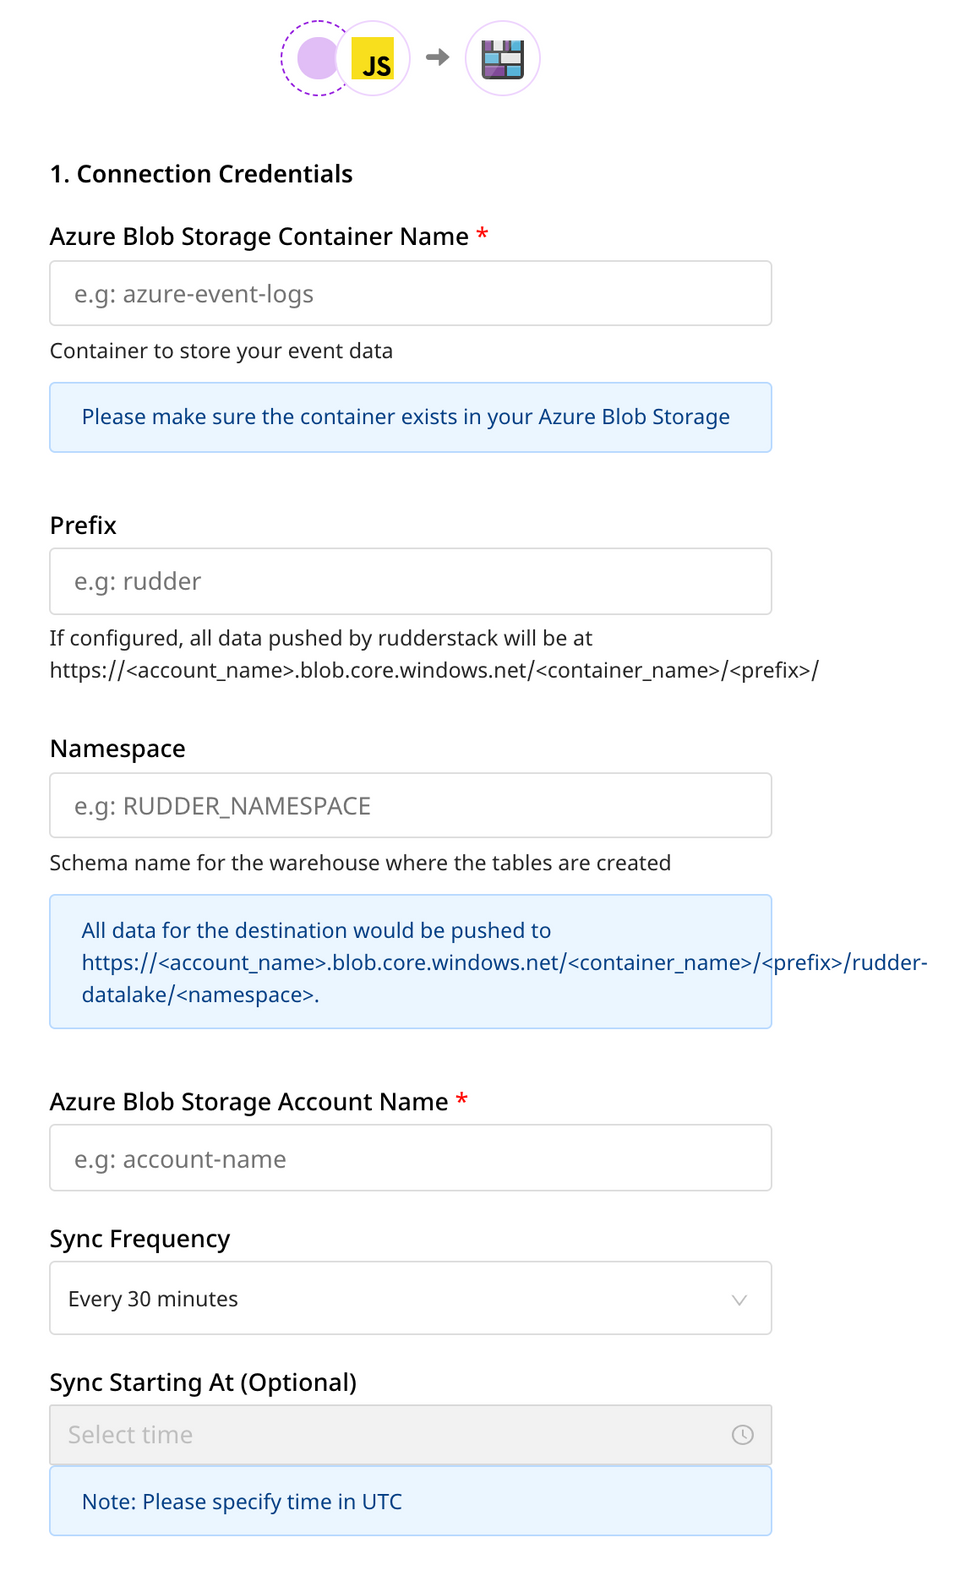 JS
1. Connection Credentials
Azure Blob Storage Container Name *
e.g: azure-event-logs
Container to store your event data
Please make sure the container exists in your Azure Blob Storage
Prefix
e.g: rudder
If configured, all data pushed by rudderstack will be at
https://<account_name>.blob.core.windows.net/<container_name>/<prefix>/
Namespace
e.g: RUDDER_NAMESPACE
Schema name for the warehouse where the tables are created
All data for the destination would be pushed to
https://<account_name>.blob.core.windows.net/<container_name>/<prefix>/rudder-
datalake/<namespace>.
Azure Blob Storage Account Name *
e.g: account-name
Sync Frequency
Every 30 minutes
Sync Starting At (Optional)
Select time
Note: Please specify time in UTC